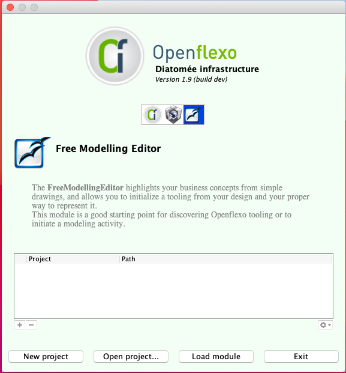 Openflexo
Diatomée infrastructure
Version 1.9 (build dev)
Free Modelling Editor
The FreeModellingEditor highlights your business concepts from simple
drawings, and allows you to initialize a tooling from your design and your proper
way to represent it.
This module is a good starting point for discovering Openflexo tooling or to
initiate a modeling activity.
Project Path
+ −
New project Open project... Load module Exit